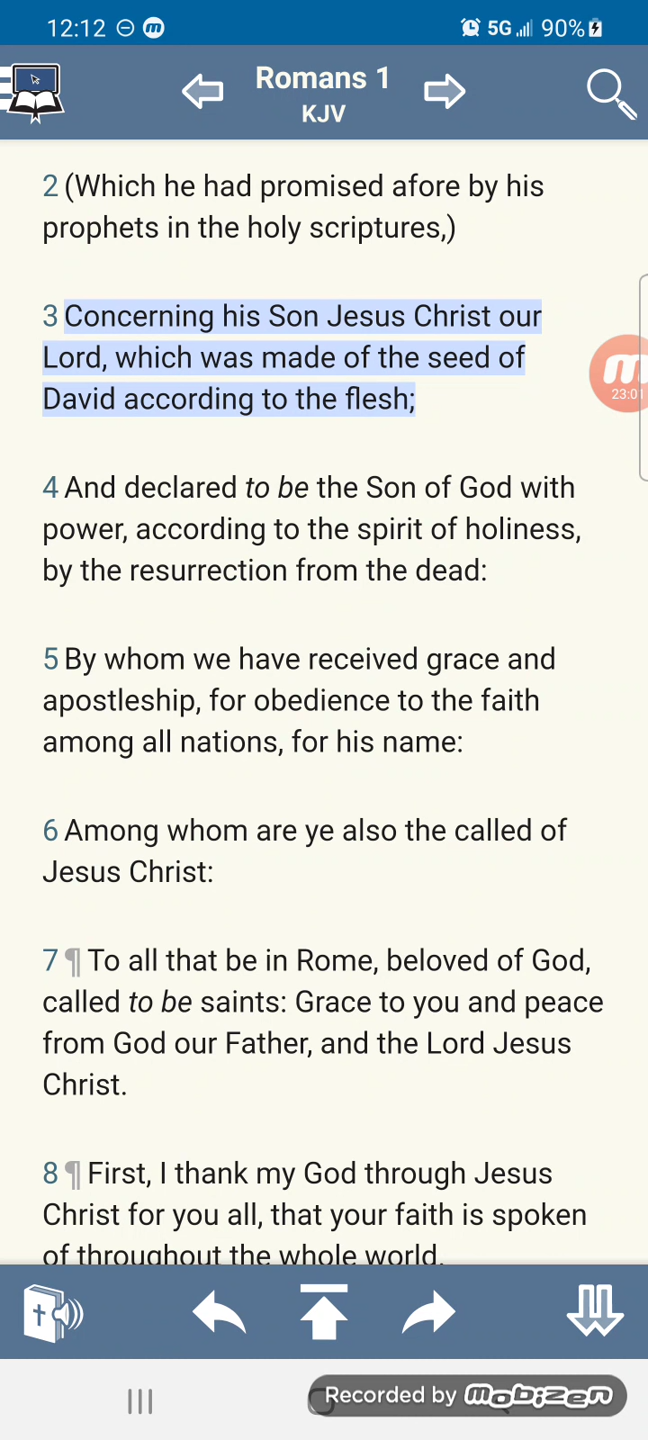 12:12
5G 90%
Romans 1
KJV
2 (Which he had promised afore by his
prophets in the holy scriptures,)
3 Concerning his Son Jesus Christ our
Lord, which was made of the seed of
David according to the flesh;
23:01
4 And declared to be the Son of God with
power, according to the spirit of holiness,
by the resurrection from the dead:
5 By whom we have received grace and
apostleship, for obedience to the faith
among all nations, for his name:
6 Among whom are ye also the called of
Jesus Christ:
7 ¶ To all that be in Rome, beloved of God,
called to be saints: Grace to you and peace
from God our Father, and the Lord Jesus
Christ.
8 ¶ First, I thank my God through Jesus
Christ for you all, that your faith is spoken
of throughout the whole world.
Recorded by mobizen